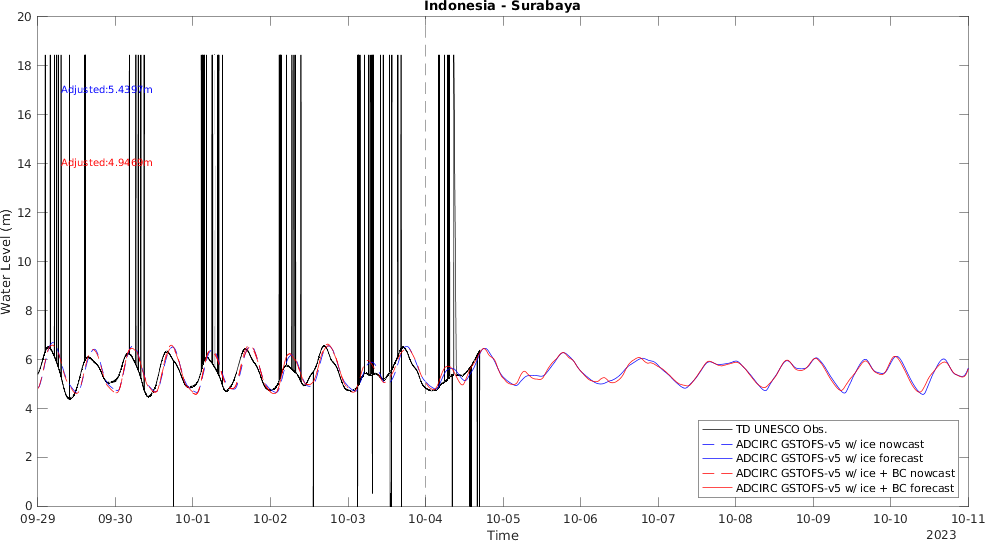 Indonesia - Surabaya
20
18
16
14
12
10
8
6
4
2
0
Water Level (m)
Adjusted:5.4397m
Adjusted:4.9469m
TD UNESCO Obs.
ADCIRC GSTOFS-v5 w/ ice nowcast
ADCIRC GSTOFS-v5 w/ ice forecast
ADCIRC GSTOFS-v5 w/ ice + BC nowcast
ADCIRC GSTOFS-v5 w/ ice + BC forecast
09-29 09-30 10-01 10-02 10-03 10-04 10-05 10-06 10-07 10-08 10-09 10-10 10-11
Time
2023